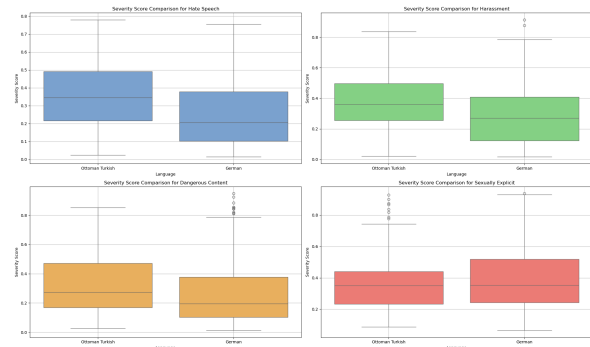 Severity Score Comparison for Hate Speech
0.8
0.7
0.6
0.5
0.4
0.3
0.2
0.1
0.0
Severity Score
Ottoman Turkish
German
Language
Severity Score Comparison for Harassment
0.8
0.6
0.4
0.2
0.0
Severity Score
Ottoman Turkish
German
Language
Severity Score Comparison for Dangerous Content
0.8
0.6
0.4
0.2
0.0
Severity Score
Ottoman Turkish
German
Severity Score Comparison for Sexually Explicit
0.8
0.6
0.4
0.2
Severity Score
Ottoman Turkish
German